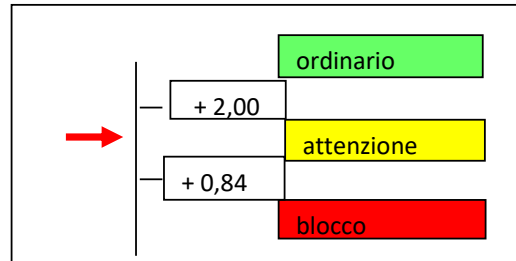 ordinario
+ 2,00
attenzione
+ 0,84
blocco